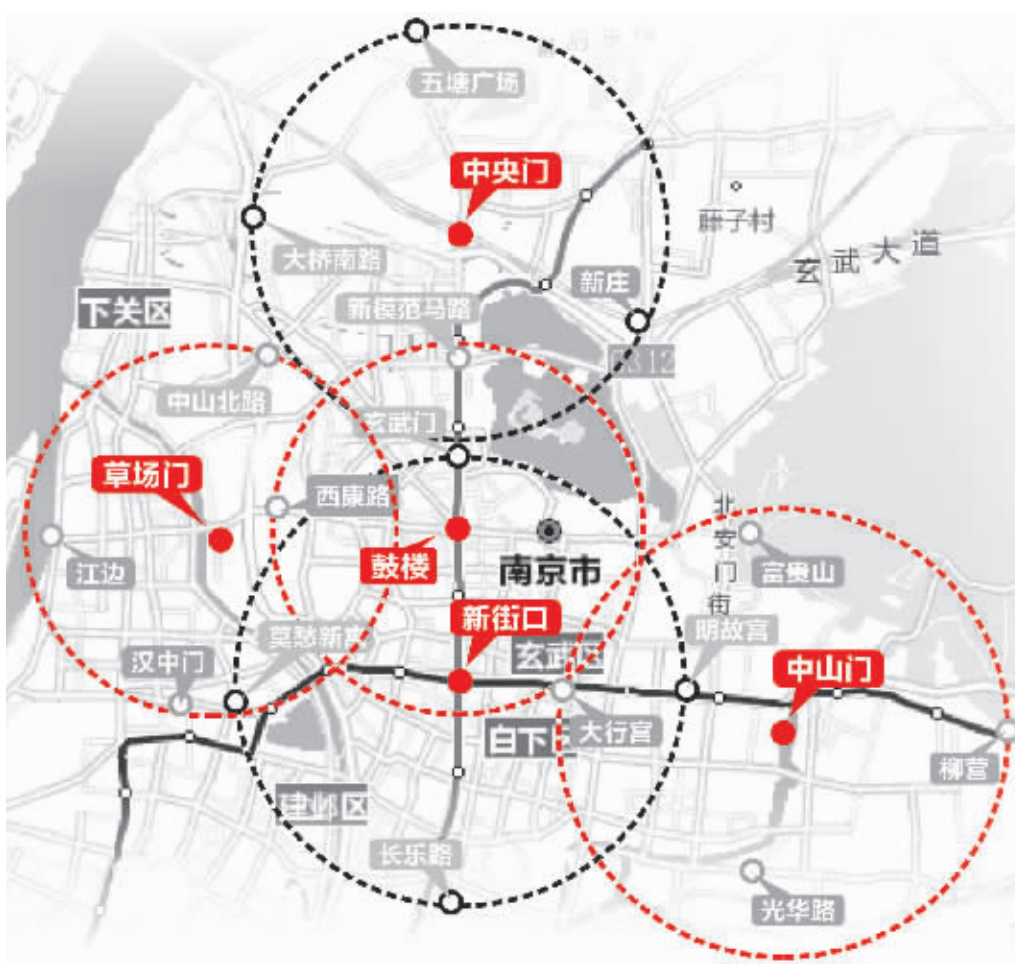 五塘广场
中央门
藤子村
玄武大道
大桥南路
新庄
新模范马路
下关区
312
中山北路
玄武门
草场门
西康路
北安门街
鼓楼
南京市
江边
富贵山
新街口
明故宫
莫愁新
汉中门
玄武区
中山门
白下
大行宫
柳营
建邺区
长乐路
光华路